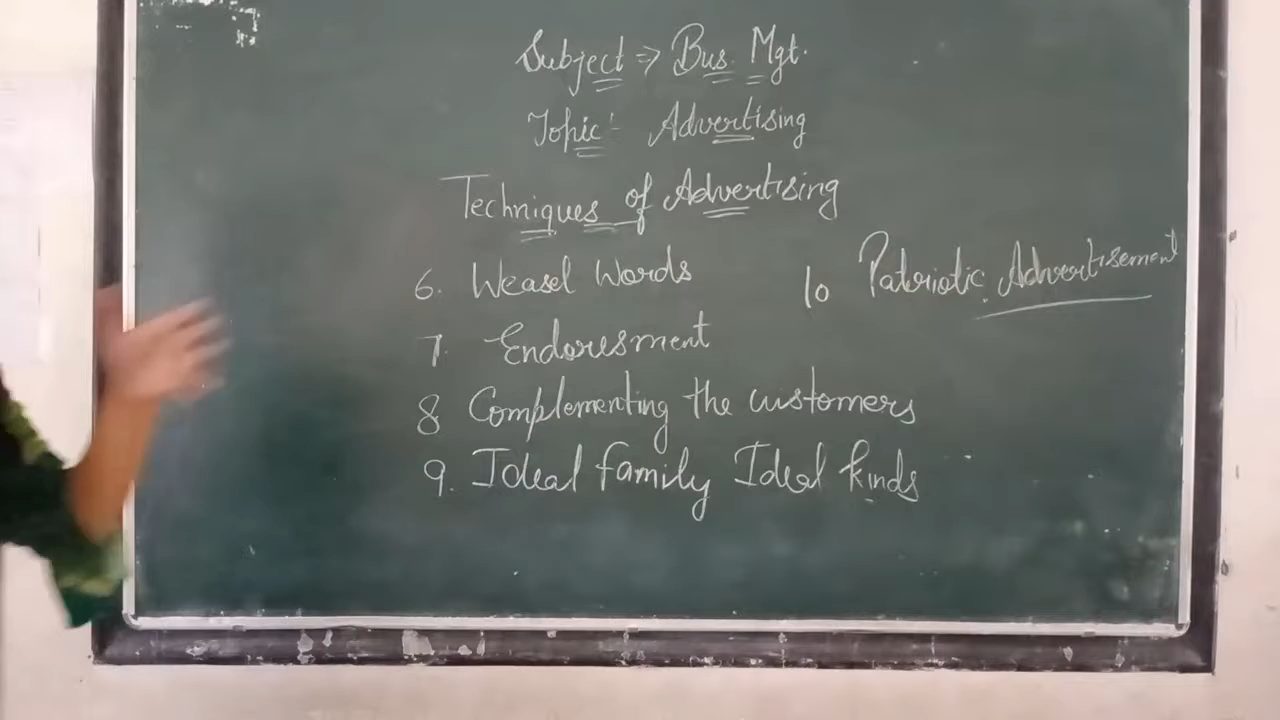 Subject ⇒ Bus. Mgt.
Topic:- Advertising
Techniques of Advertising
6. Weasel Words
7. Endoresment
8 Complementing the customers
9. Ideal family Ideal kinds
10 Patriotic Advertisement